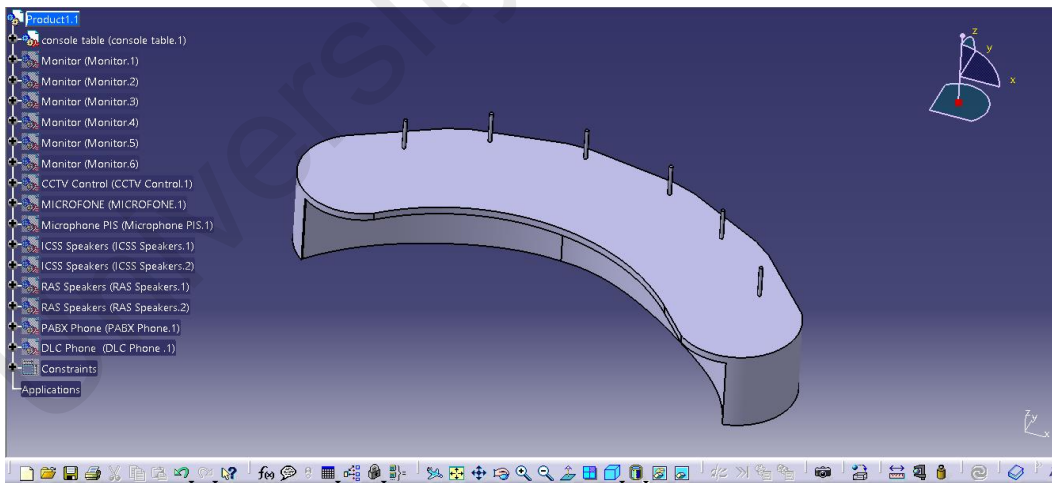 Product1.1
console table (console table.1)
Monitor (Monitor.1)
Monitor (Monitor.2)
Monitor (Monitor.3)
Monitor (Monitor.4)
Monitor (Monitor.5)
Monitor (Monitor.6)
CCTV Control (CCTV Control.1)
MICROFONE (MICROFONE.1)
Microphone PIS (Microphone PIS.1)
ICSS Speakers (ICSS Speakers.1)
ICSS Speakers (ICSS Speakers.2)
RAS Speakers (RAS Speakers.1)
RAS Speakers (RAS Speakers.2)
PABX Phone (PABX Phone.1)
DLC Phone (DLC Phone .1)
Constraints
Applications
z
y
x
z
y
x
f(x)